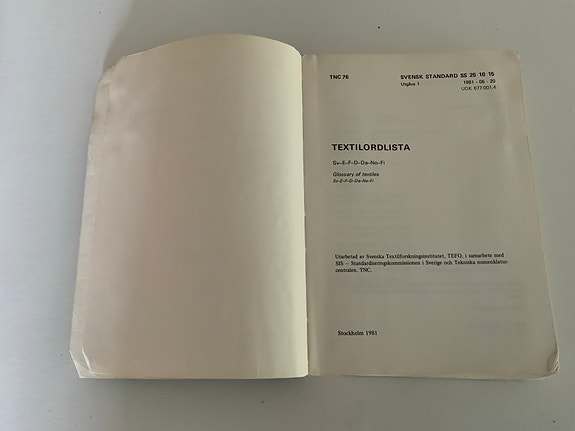 TNC 76
SVENSK STANDARD SS 25 10 15
Utgåva 1
1981 - 05 - 20
UDK 677:001.4
TEXTILORDLISTA
Sv–E–F–D–Da–No–Fi
Glossary of textiles
Sv–E–F–D–Da–No–Fi
Utarbetad av Svenska Textilforskningsinstitutet, TEFO, i samarbete med
SIS – Standardiseringskommissionen i Sverige och Tekniska nomenklatur-
centralen, TNC.
Stockholm 1981